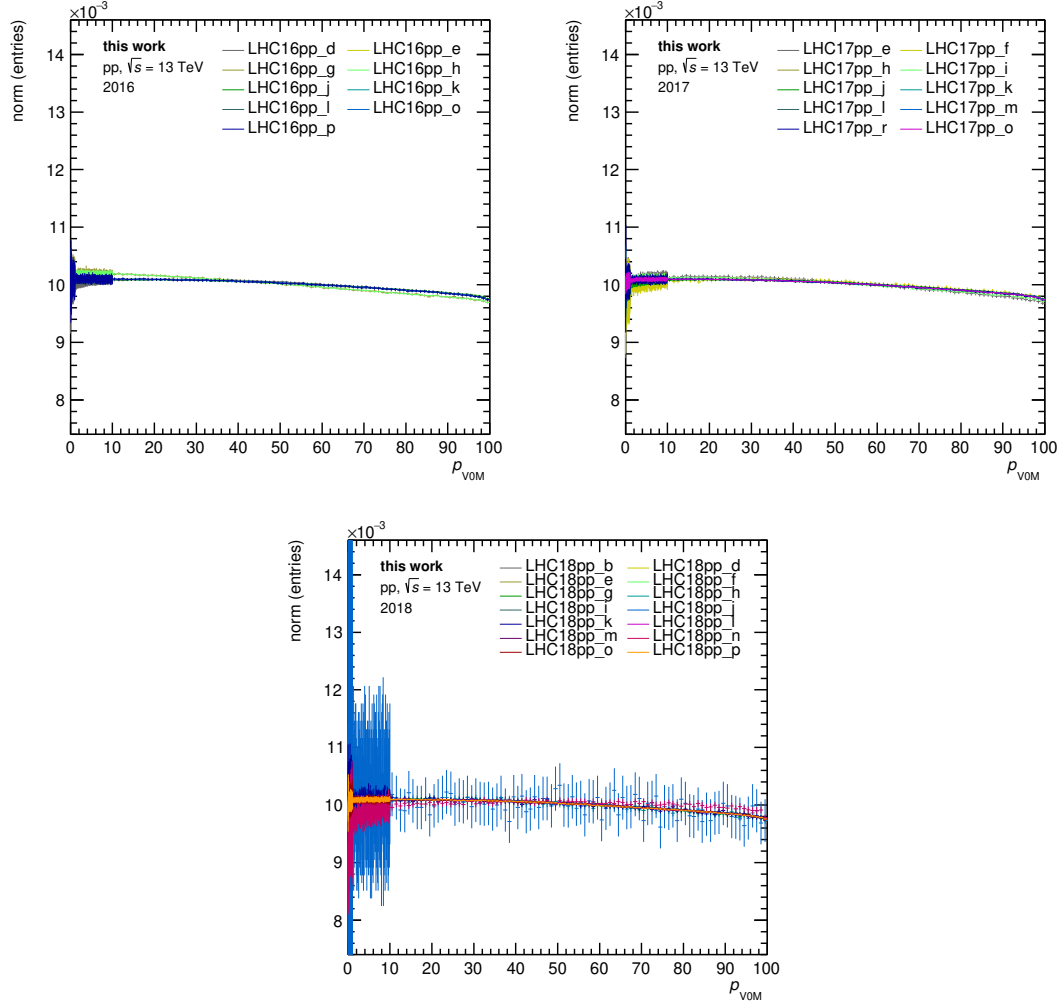 ×10⁻³
norm (entries)
14
13
12
11
10
9
8
this work
pp, √s = 13 TeV
2016
LHC16pp_d LHC16pp_e
LHC16pp_g LHC16pp_h
LHC16pp_j LHC16pp_k
LHC16pp_l LHC16pp_o
LHC16pp_p
0 10 20 30 40 50 60 70 80 90 100
p_V0M
×10⁻³
norm (entries)
14
13
12
11
10
9
8
this work
pp, √s = 13 TeV
2017
LHC17pp_e LHC17pp_f
LHC17pp_h LHC17pp_i
LHC17pp_j LHC17pp_k
LHC17pp_l LHC17pp_m
LHC17pp_r LHC17pp_o
0 10 20 30 40 50 60 70 80 90 100
p_V0M
×10⁻³
norm (entries)
14
13
12
11
10
9
8
this work
pp, √s = 13 TeV
2018
LHC18pp_b LHC18pp_d
LHC18pp_e LHC18pp_f
LHC18pp_g LHC18pp_h
LHC18pp_i LHC18pp_j
LHC18pp_k LHC18pp_l
LHC18pp_m LHC18pp_n
LHC18pp_o LHC18pp_p
0 10 20 30 40 50 60 70 80 90 100
p_V0M